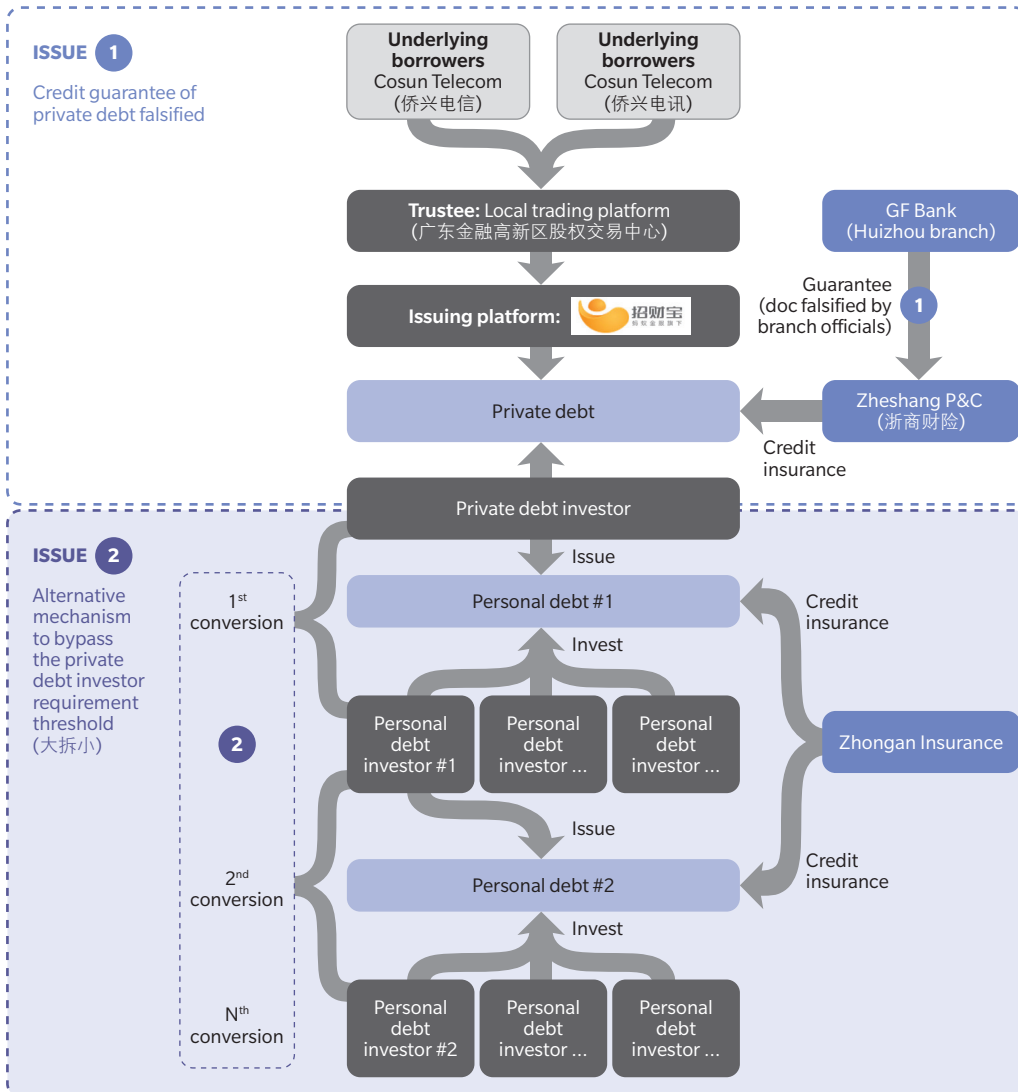 ISSUE 1
Credit guarantee of
private debt falsified
Underlying
borrowers
Cosun Telecom
(侨兴电信)
Underlying
borrowers
Cosun Telecom
(侨兴电讯)
Trustee: Local trading platform
(广东金融高新区股权交易中心)
GF Bank
(Huizhou branch)
Issuing platform:
招财宝
蚂蚁金服旗下
Guarantee
(doc falsified by
branch officials)
1
Private debt
Zheshang P&C
(浙商财险)
Credit
insurance
Private debt investor
ISSUE 2
Alternative
mechanism
to bypass
the private
debt investor
requirement
threshold
(大拆小)
1st
conversion
2
2nd
conversion
Nth
conversion
Issue
Personal debt #1
Credit
insurance
Invest
Personal
debt
investor #1
Personal
debt
investor ...
Personal
debt
investor ...
Zhongan Insurance
Issue
Personal debt #2
Credit
insurance
Invest
Personal
debt
investor #2
Personal
debt
investor ...
Personal
debt
investor ...